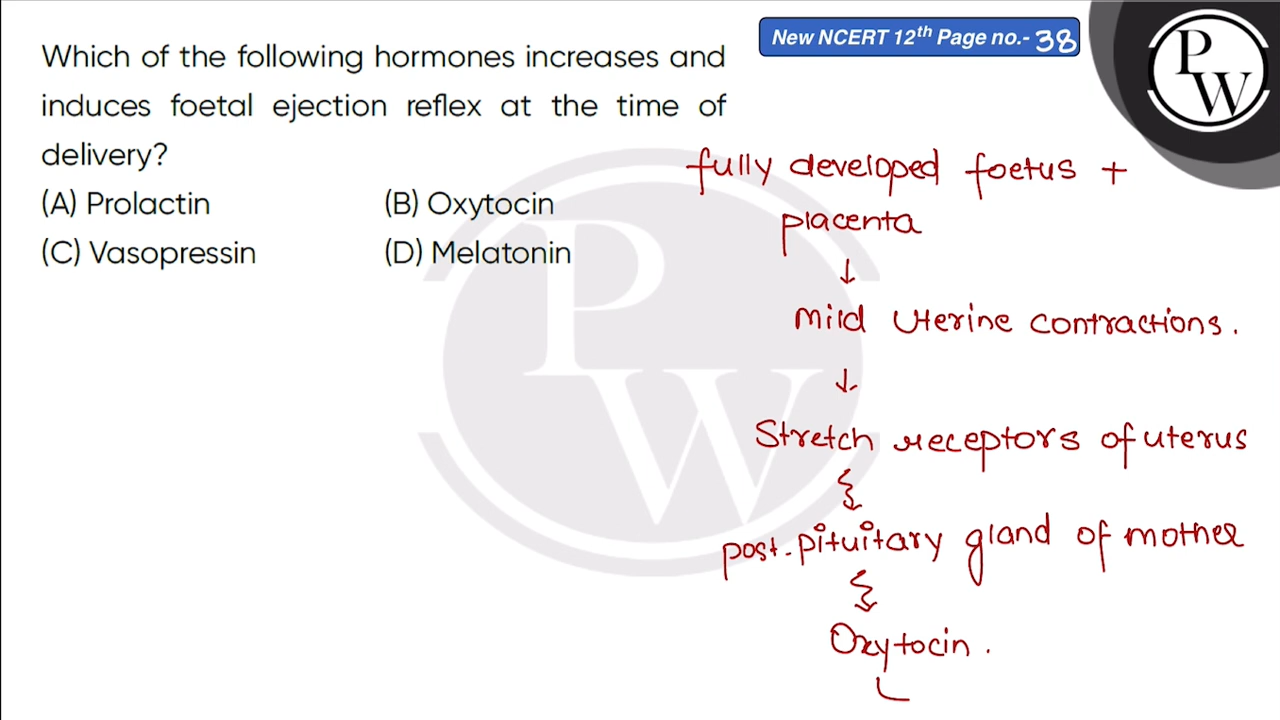 Which of the following hormones increases and
induces foetal ejection reflex at the time of
delivery?
(A) Prolactin (B) Oxytocin
(C) Vasopressin (D) Melatonin
New NCERT 12th Page no.- 38
PW
fully developed foetus +
placenta
↓
Mild Uterine contractions.
↓
Stretch receptors of uterus
post-pituitary gland of mother
Oxytocin.
PW